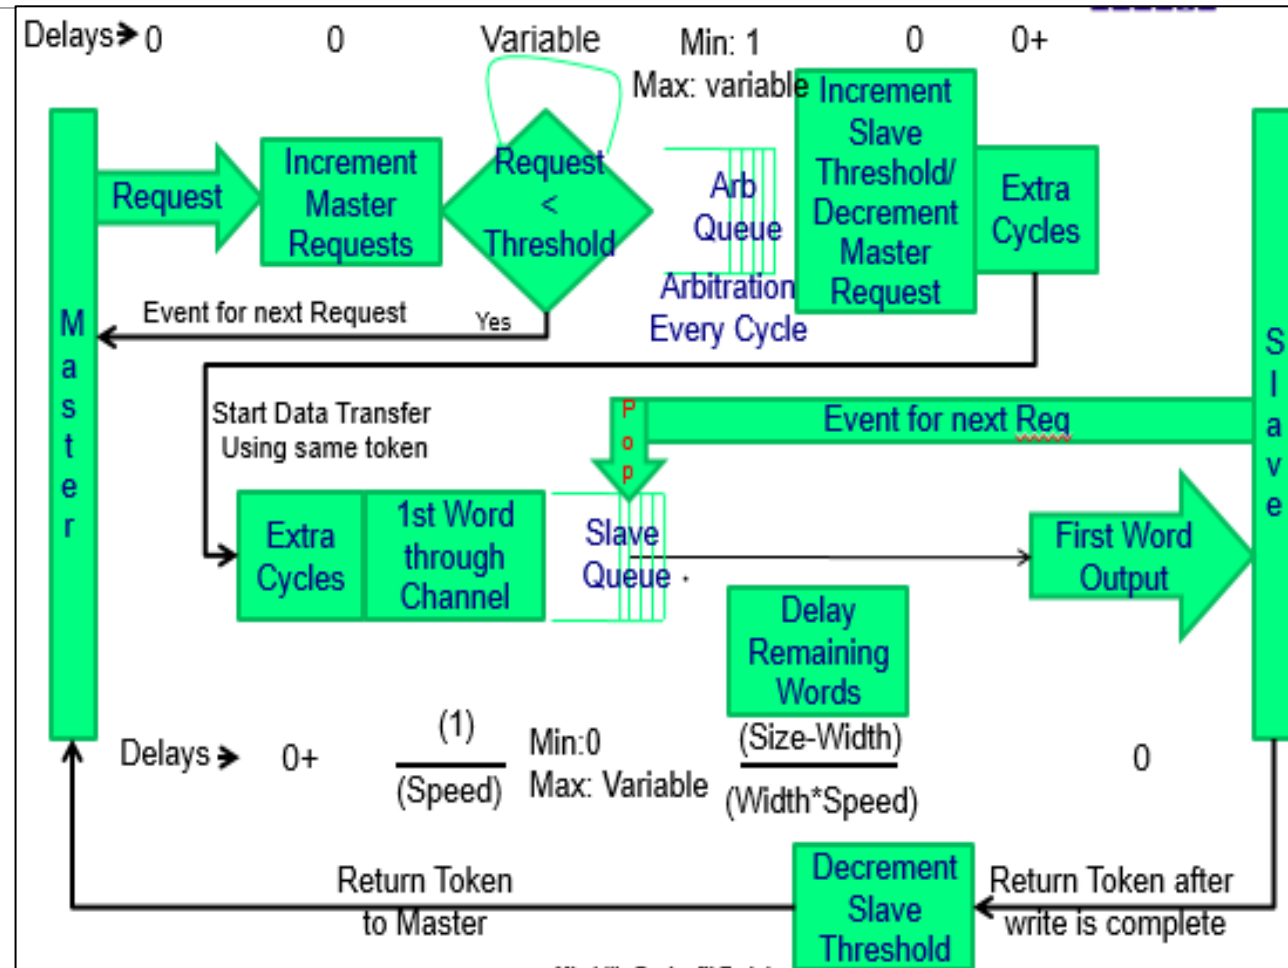 Delays
0
0
Variable
Min: 1
Max: variable
0
0+
Request
Increment
Master
Requests
Request
<
Threshold
Arb
Queue
Arbitration
Every Cycle
Increment
Slave
Threshold/
Decrement
Master
Request
Extra
Cycles
Event for next Request
Yes
Master
Slave
Start Data Transfer
Using same token
Pop
Event for next Req
Extra
Cycles
1st Word
through
Channel
Slave
Queue
First Word
Output
Delay
Remaining
Words
Delays
0+
(1)
(Speed)
Min:0
Max: Variable
(Size-Width)
(Width*Speed)
0
Return Token
to Master
Decrement
Slave
Threshold
Return Token after
write is complete